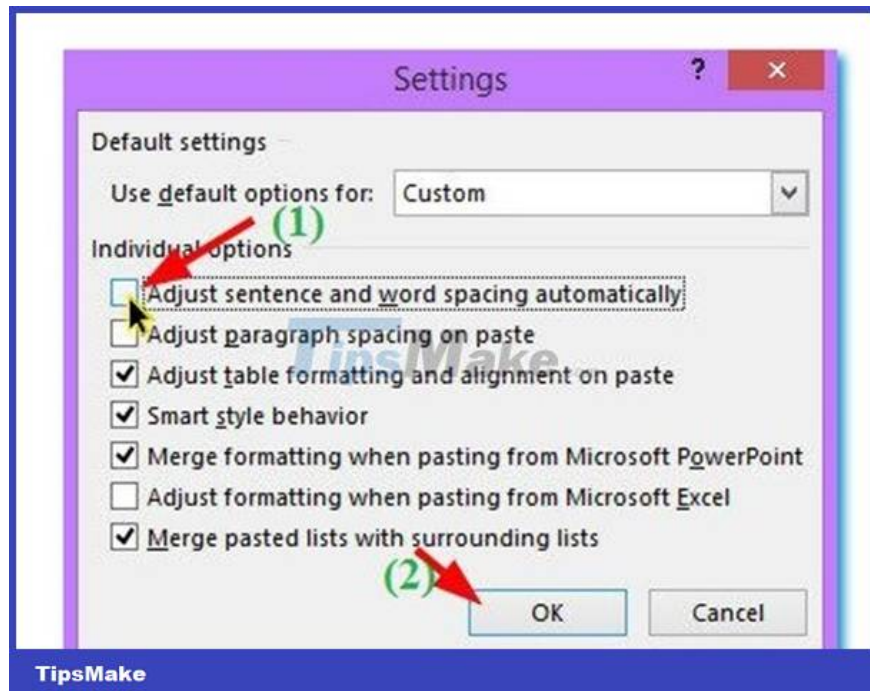 Settings
?
×
Default settings
Use default options for:
Custom
(1)
Individual options
Adjust sentence and word spacing automatically
Adjust paragraph spacing on paste
TipsMake
Adjust table formatting and alignment on paste
Smart style behavior
Merge formatting when pasting from Microsoft PowerPoint
Adjust formatting when pasting from Microsoft Excel
Merge pasted lists with surrounding lists
(2)
OK
Cancel
TipsMake